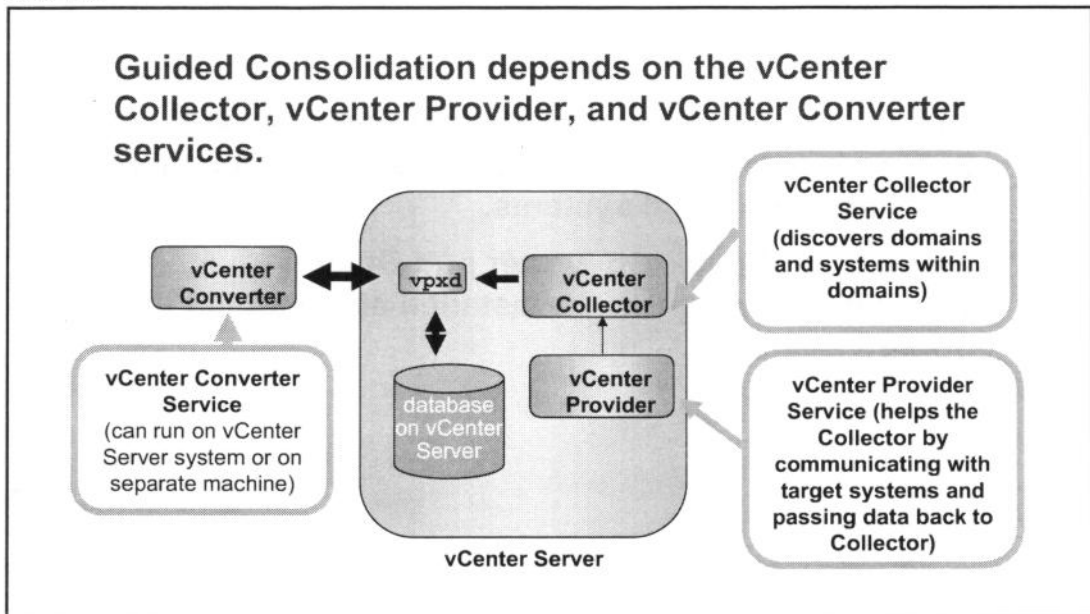 Guided Consolidation depends on the vCenter
Collector, vCenter Provider, and vCenter Converter
services.
vCenter
Converter
vpxd
vCenter
Collector
vCenter Collector
Service
(discovers domains
and systems within
domains)
vCenter Converter
Service
(can run on vCenter
Server system or on
separate machine)
database
on vCenter
Server
vCenter
Provider
vCenter Provider
Service (helps the
Collector by
communicating with
target systems and
passing data back to
Collector)
vCenter Server